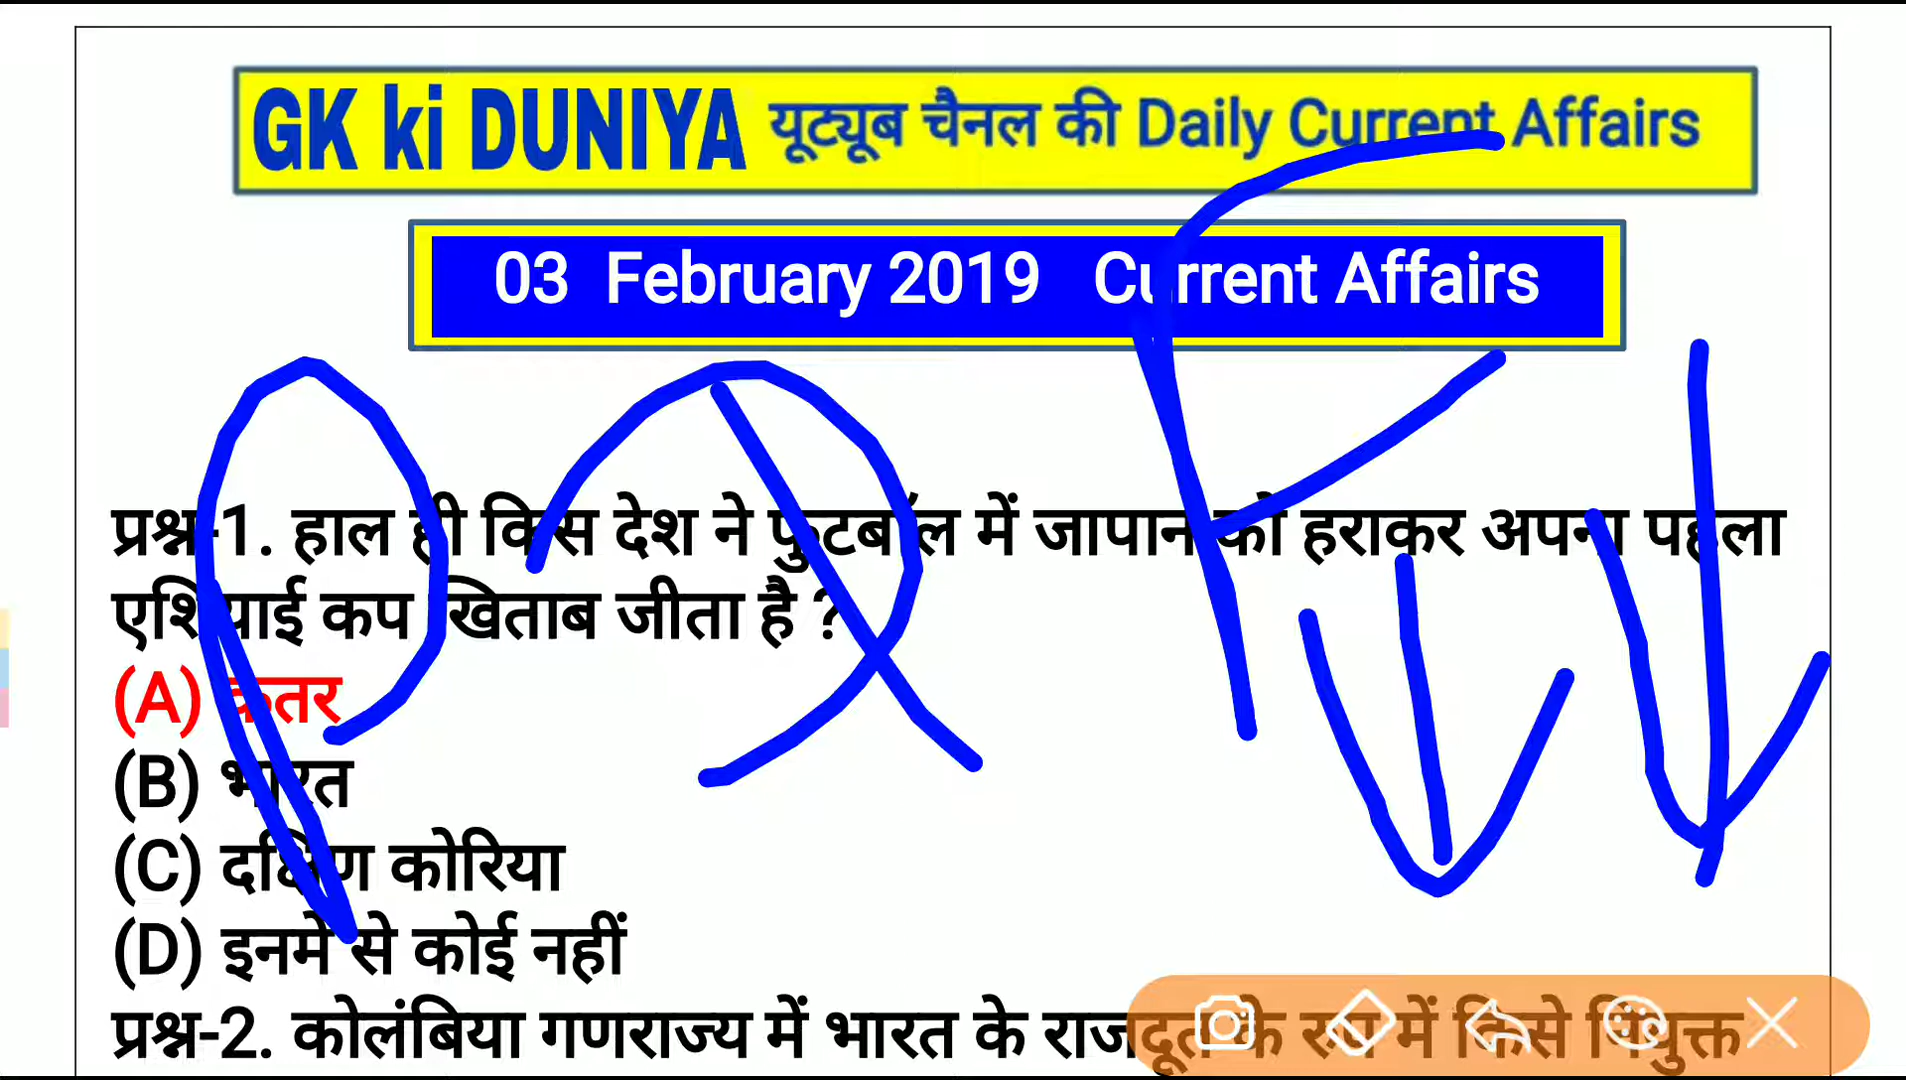 GK ki DUNIYA यूट्यूब चैनल की Daily Current Affairs
03 February 2019 Current Affairs
प्रश्न-1. हाल ही किस देश ने फुटबॉल में जापान को हराकर अपना पहला
एशियाई कप खिताब जीता है ?
(A) कतर
(B) भारत
(C) दक्षिण कोरिया
(D) इनमें से कोई नहीं
प्रश्न-2. कोलंबिया गणराज्य में भारत के राजदूत के रूप में किसे नियुक्त